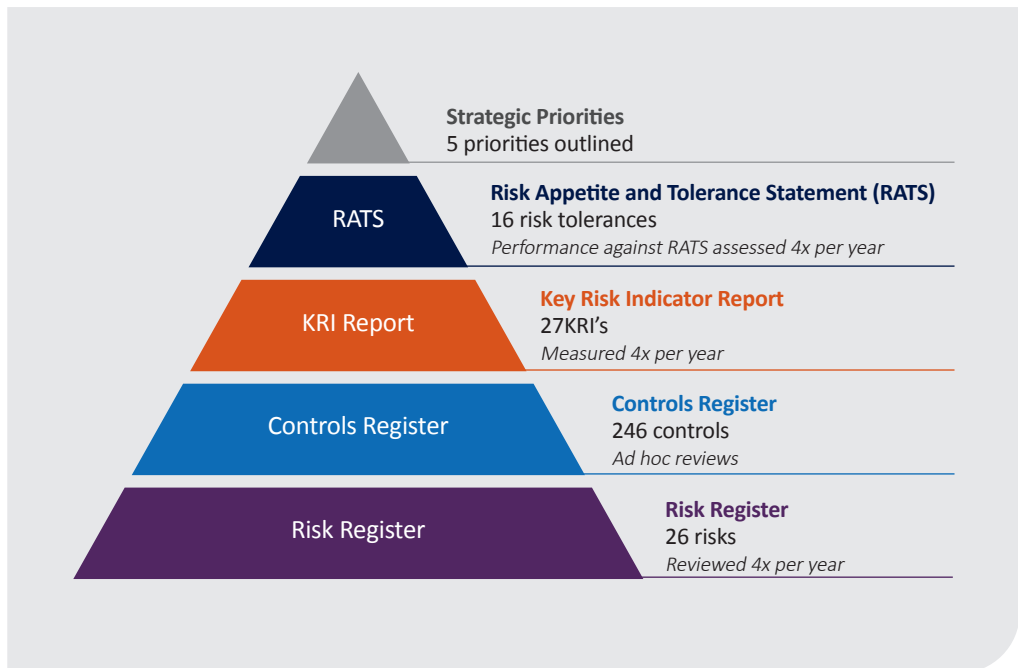 Strategic Priorities
5 priorities outlined
RATS
Risk Appetite and Tolerance Statement (RATS)
16 risk tolerances
Performance against RATS assessed 4x per year
KRI Report
Key Risk Indicator Report
27KRI's
Measured 4x per year
Controls Register
Controls Register
246 controls
Ad hoc reviews
Risk Register
Risk Register
26 risks
Reviewed 4x per year